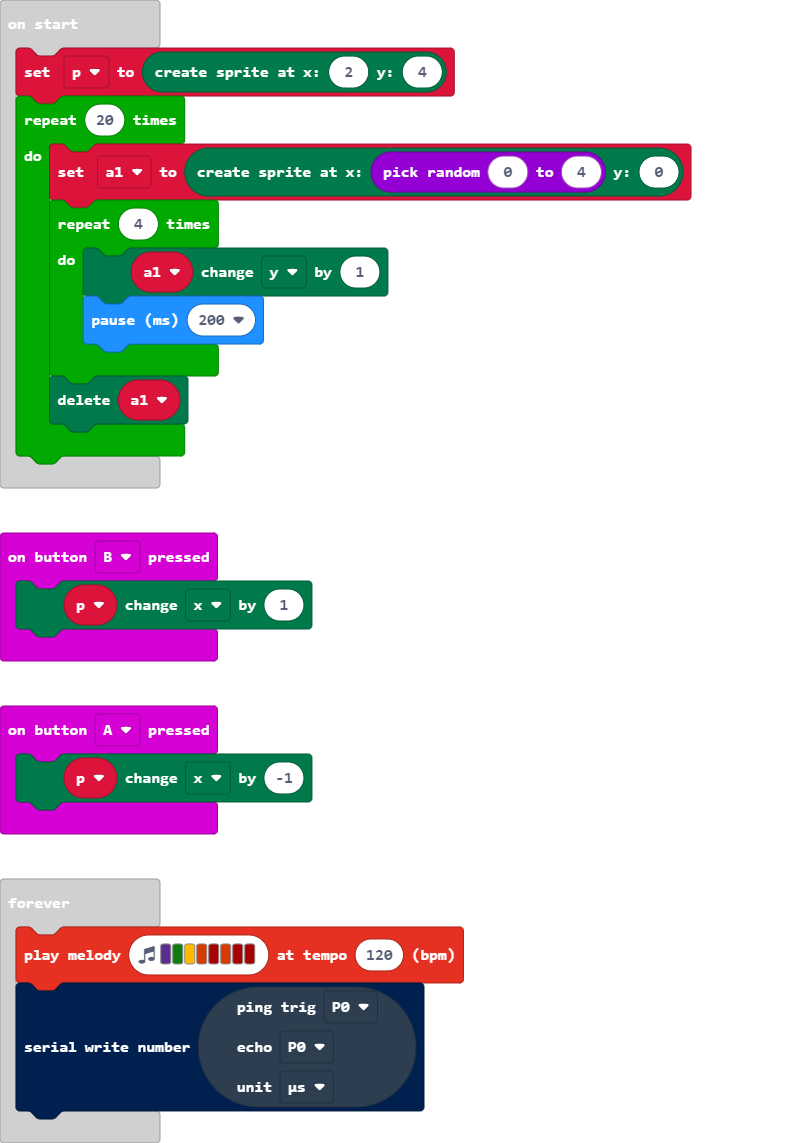 on start
set p to create sprite at x: 2 y: 4
repeat 20 times
do
set a1 to create sprite at x: pick random 0 to 4 y: 0
repeat 4 times
do
a1 change y by 1
pause (ms) 200
delete a1
on button B pressed
p change x by 1
on button A pressed
p change x by -1
forever
play melody at tempo 120 (bpm)
ping trig P0
serial write number echo P0
unit µs